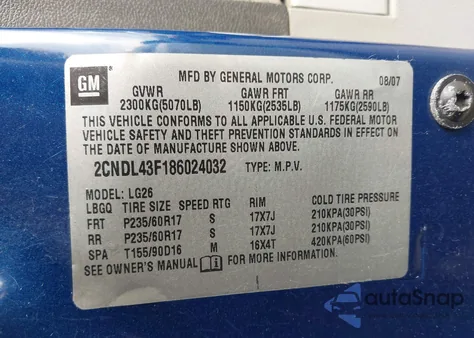 MFD BY GENERAL MOTORS CORP. 08/07
GM
GVWR GAWR FRT GAWR RR
2300KG(5070LB) 1150KG(2535LB) 1175KG(2590LB)
THIS VEHICLE CONFORMS TO ALL APPLICABLE U.S. FEDERAL MOTOR
VEHICLE SAFETY AND THEFT PREVENTION STANDARDS IN EFFECT ON THE
DATE OF MANUFACTURE SHOWN ABOVE.
2CNDL43F186024032 TYPE: M.P.V.
MODEL: LG26
LBGQ TIRE SIZE SPEED RTG RIM COLD TIRE PRESSURE
FRT P235/60R17 S 17X7J 210KPA(30PSI)
RR P235/60R17 S 17X7J 210KPA(30PSI)
SPA T155/90D16 M 16X4T 420KPA(60PSI)
SEE OWNER'S MANUAL FOR MORE INFORMATION
autoSnap